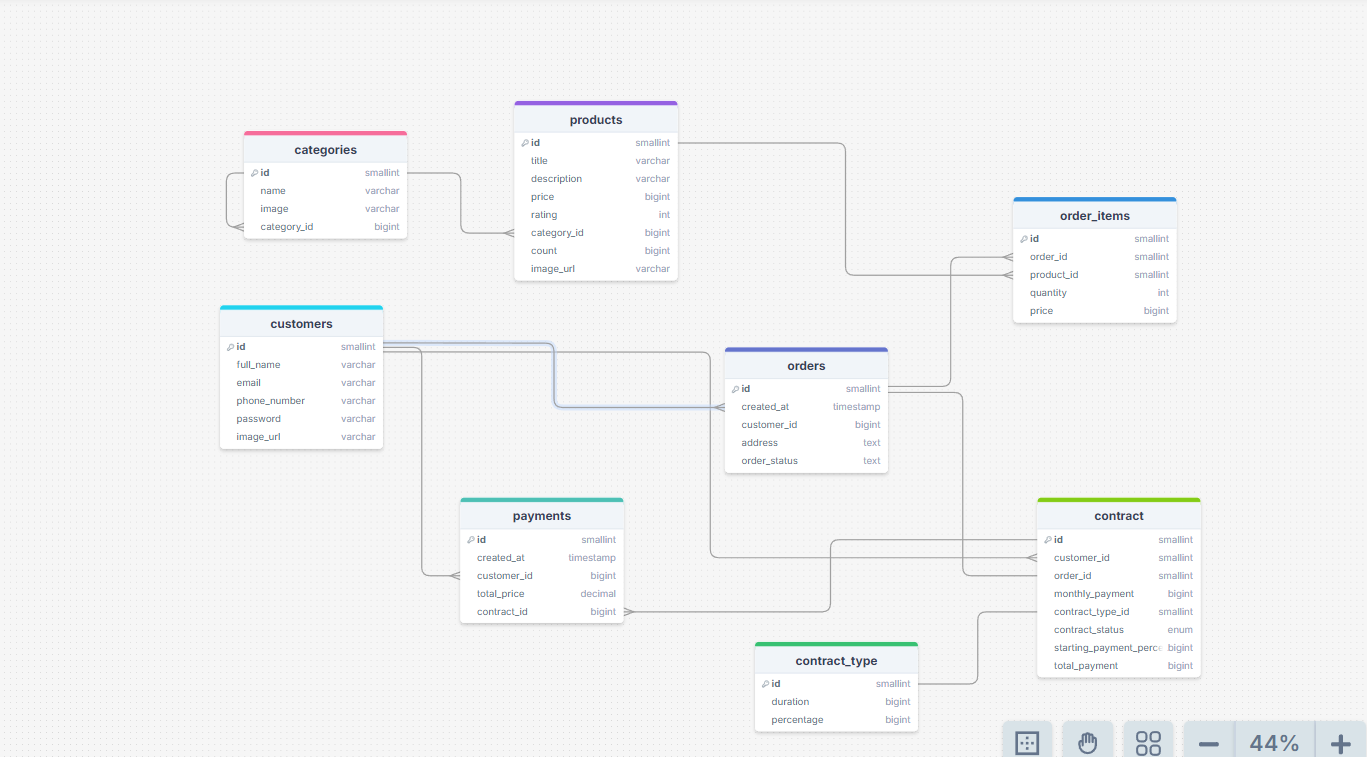 categories
id smallint
name varchar
image varchar
category_id bigint
products
id smallint
title varchar
description varchar
price bigint
rating int
category_id bigint
count bigint
image_url varchar
order_items
id smallint
order_id smallint
product_id smallint
quantity int
price bigint
customers
id smallint
full_name varchar
email varchar
phone_number varchar
password varchar
image_url varchar
orders
id smallint
created_at timestamp
customer_id bigint
address text
order_status text
payments
id smallint
created_at timestamp
customer_id bigint
total_price decimal
contract_id bigint
contract
id smallint
customer_id smallint
order_id smallint
monthly_payment bigint
contract_type_id smallint
contract_status enum
starting_payment_perc bigint
total_payment bigint
contract_type
id smallint
duration bigint
percentage bigint
44%